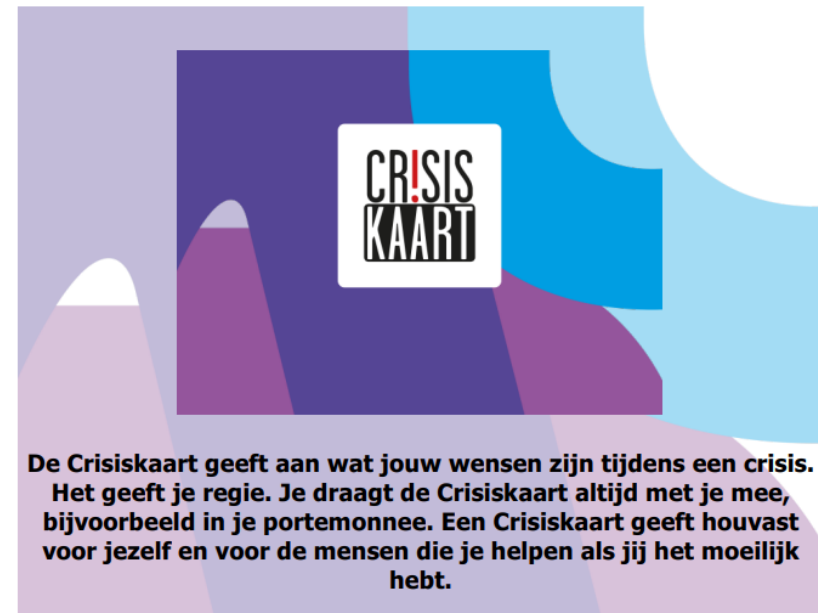 CR!SIS
KAART
De Crisiskaart geeft aan wat jouw wensen zijn tijdens een crisis.
Het geeft je regie. Je draagt de Crisiskaart altijd met je mee,
bijvoorbeeld in je portemonnee. Een Crisiskaart geeft houvast
voor jezelf en voor de mensen die je helpen als jij het moeilijk
hebt.